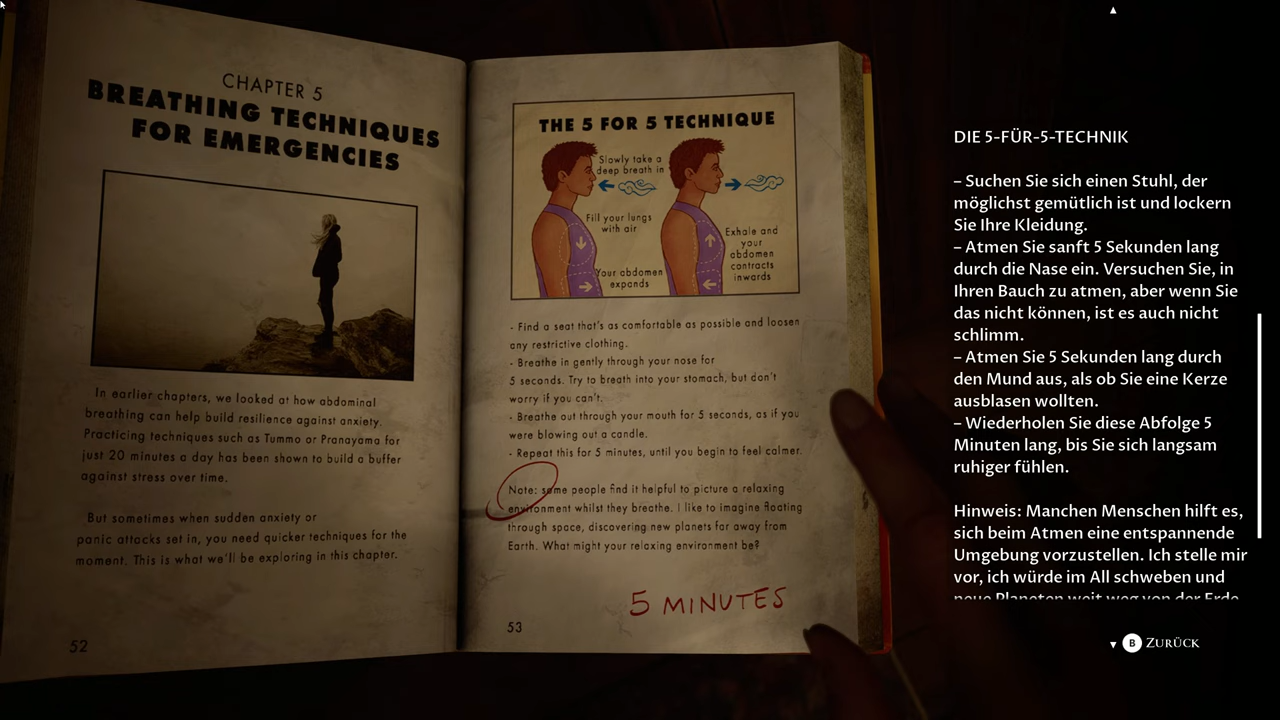 CHAPTER 5
BREATHING TECHNIQUES
FOR EMERGENCIES
In earlier chapters, we looked at how abdominal
breathing can help build resilience against anxiety.
Practicing techniques such as Tummo or Pranayama for
just 20 minutes a day has been shown to build a buffer
against stress over time.
But sometimes when sudden anxiety or
panic attacks set in, you need quicker techniques for the
moment. This is what we'll be exploring in this chapter.
52
THE 5 FOR 5 TECHNIQUE
Slowly take a
deep breath in
Fill your lungs
with air
Your abdomen
expands
Exhale and
your
abdomen
contracts
inwards
- Find a seat that's as comfortable as possible and loosen
any restrictive clothing.
- Breathe in gently through your nose for
5 seconds. Try to breath into your stomach, but don't
worry if you can't.
- Breathe out through your mouth for 5 seconds, as if you
were blowing out a candle.
- Repeat this for 5 minutes, until you begin to feel calmer.
Note: some people find it helpful to picture a relaxing
environment whilst they breathe. I like to imagine floating
through space, discovering new planets far away from
Earth. What might your relaxing environment be?
5 MINUTES
53
DIE 5-FÜR-5-TECHNIK
– Suchen Sie sich einen Stuhl, der
möglichst gemütlich ist und lockern
Sie Ihre Kleidung.
– Atmen Sie sanft 5 Sekunden lang
durch die Nase ein. Versuchen Sie, in
Ihren Bauch zu atmen, aber wenn Sie
das nicht können, ist es auch nicht
schlimm.
– Atmen Sie 5 Sekunden lang durch
den Mund aus, als ob Sie eine Kerze
ausblasen wollten.
– Wiederholen Sie diese Abfolge 5
Minuten lang, bis Sie sich langsam
ruhiger fühlen.
Hinweis: Manchen Menschen hilft es,
sich beim Atmen eine entspannende
Umgebung vorzustellen. Ich stelle mir
vor, ich würde im All schweben und
neue Planeten weit weg von der Erde
B ZURÜCK